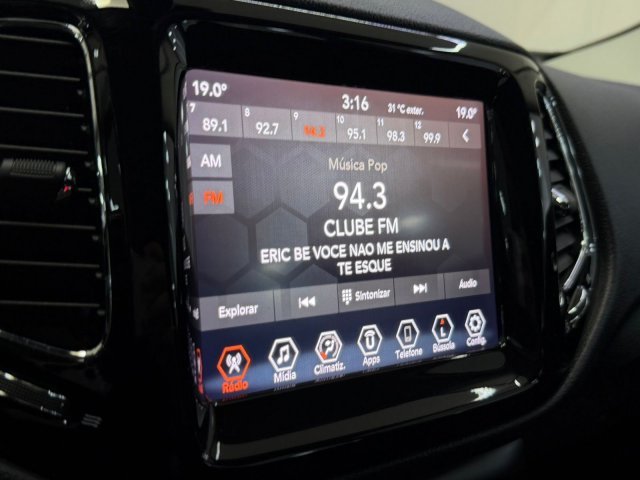 19.0°
3:16
31 °C exter.
19.0°
7 8 9 10 11 12
89.1 92.7 94.3 95.1 98.3 99.9
AM
Música Pop
FM
94.3
CLUBE FM
ERIC BE VOCE NAO ME ENSINOU A
TE ESQUE
Explorar
Sintonizar
Audio
Rádio Mídia Climatiz. Apps Telefone Bússola Config.
L